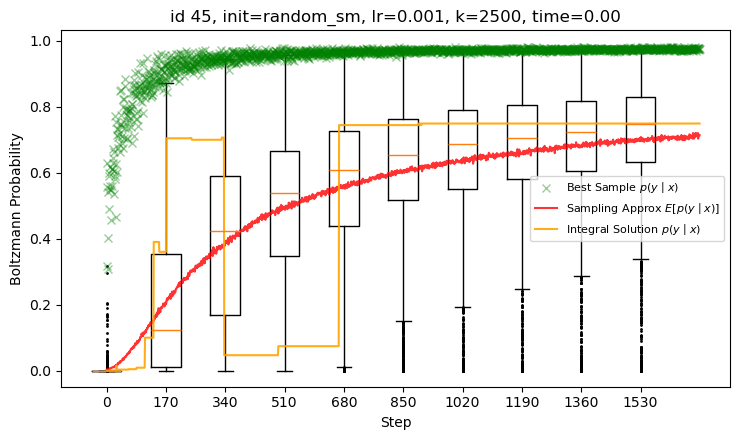 id 45, init=random_sm, lr=0.001, k=2500, time=0.00
1.0
0.8
0.6
0.4
0.2
0.0
Boltzmann Probability
Best Sample p(y | x)
Sampling Approx E[p(y | x)]
Integral Solution p(y | x)
0 170 340 510 680 850 1020 1190 1360 1530
Step